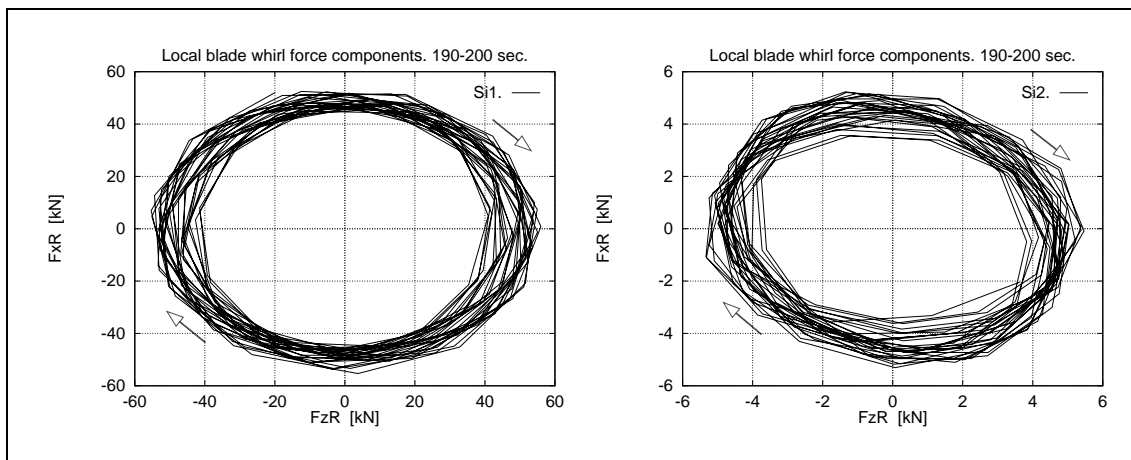 Local blade whirl force components. 190-200 sec.
60
40
20
0
-20
-40
-60
FxR [kN]
Si1.
-60 -40 -20 0 20 40 60
FzR [kN]
Local blade whirl force components. 190-200 sec.
6
4
2
0
-2
-4
-6
FxR [kN]
Si2.
-6 -4 -2 0 2 4 6
FzR [kN]